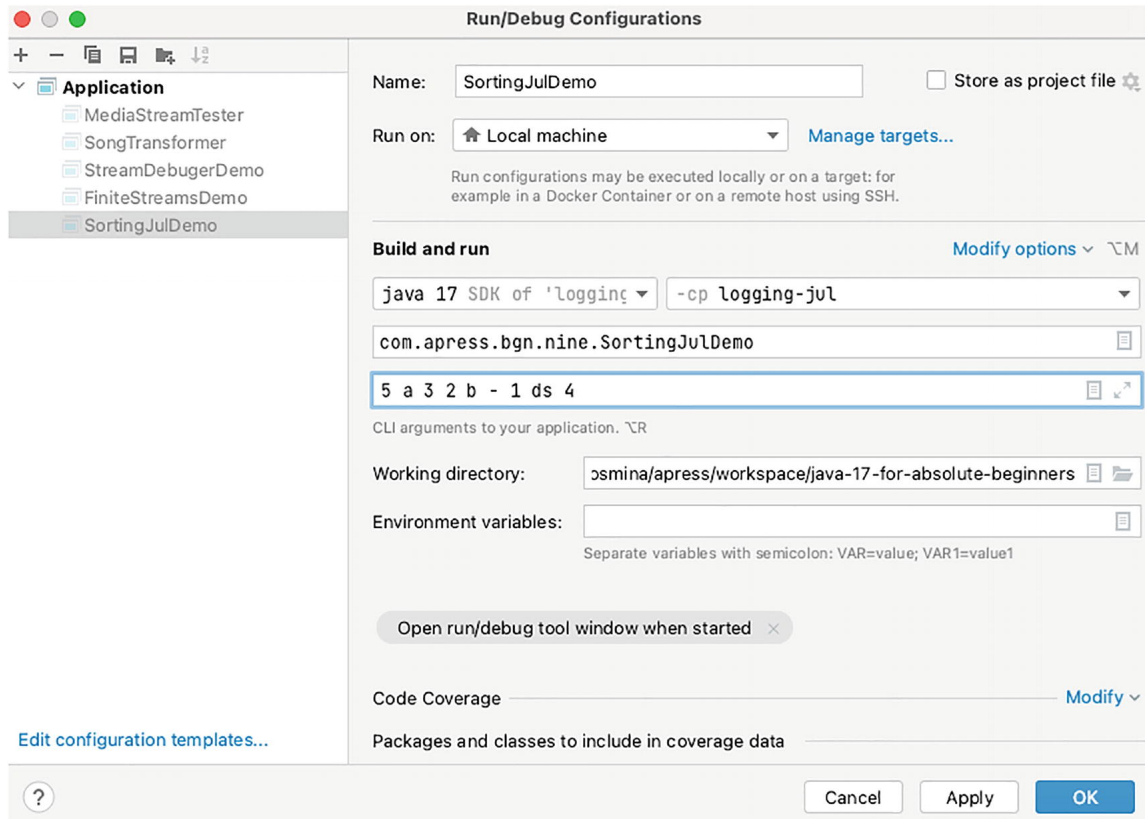 Run/Debug Configurations
Application
MediaStreamTester
SongTransformer
StreamDebugerDemo
FiniteStreamsDemo
SortingJulDemo
Edit configuration templates...
Name: SortingJulDemo Store as project file
Run on: Local machine Manage targets...
Run configurations may be executed locally or on a target: for
example in a Docker Container or on a remote host using SSH.
Build and run Modify options ⌥M
java 17 SDK of 'logging -cp logging-jul
com.apress.bgn.nine.SortingJulDemo
5 a 3 2 b - 1 ds 4
CLI arguments to your application. ⌥R
Working directory: osmina/apress/workspace/java-17-for-absolute-beginners
Environment variables:
Separate variables with semicolon: VAR=value; VAR1=value1
Open run/debug tool window when started ×
Code Coverage Modify
Packages and classes to include in coverage data
? Cancel Apply OK